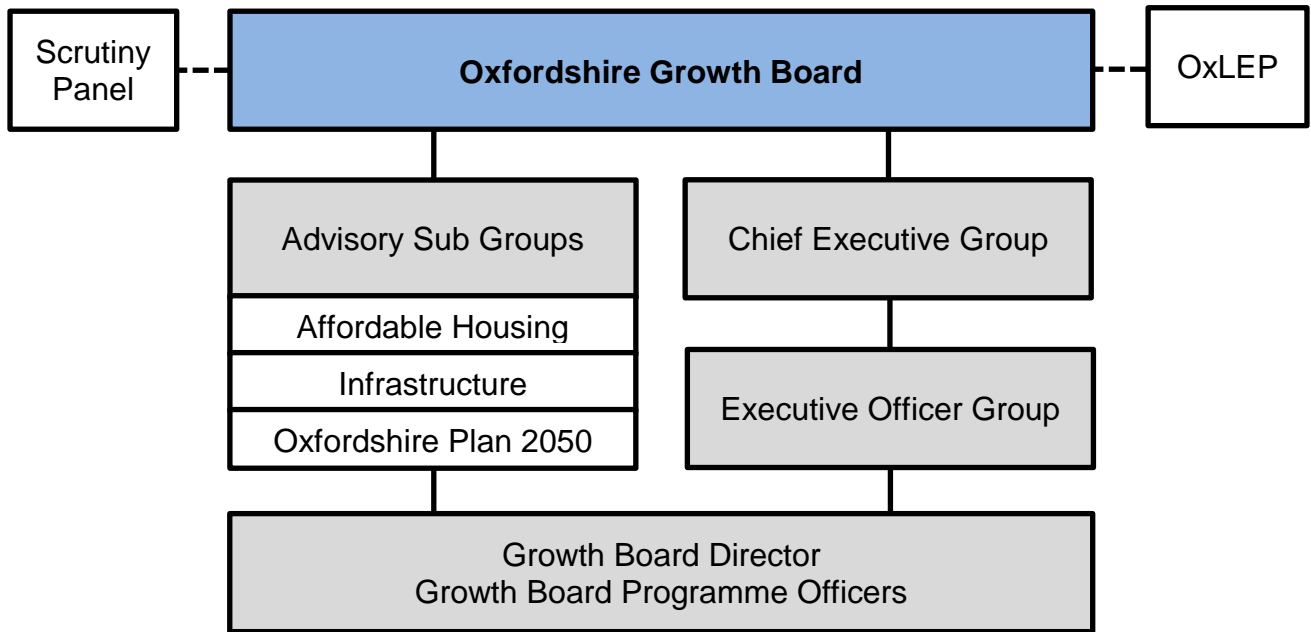 Scrutiny
Panel
Oxfordshire Growth Board
OxLEP
Advisory Sub Groups
Chief Executive Group
Affordable Housing
Infrastructure
Executive Officer Group
Oxfordshire Plan 2050
Growth Board Director
Growth Board Programme Officers